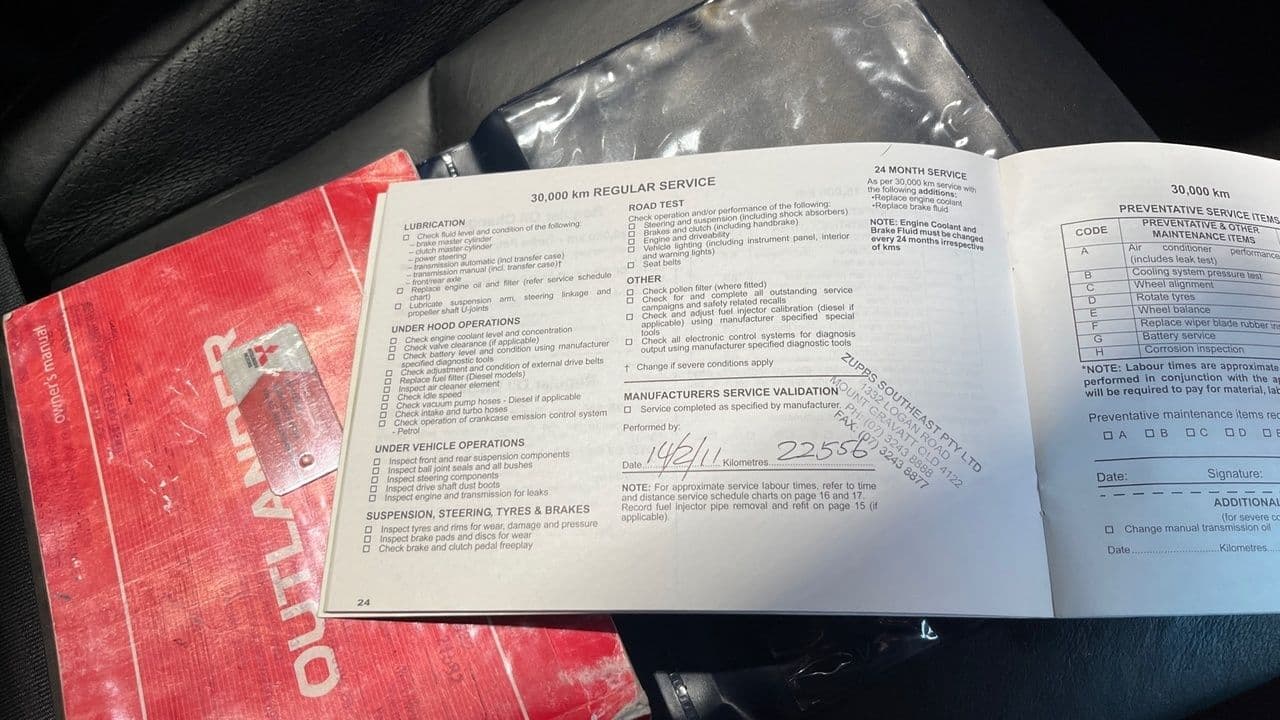 30,000 km REGULAR SERVICE
LUBRICATION
☐ Check fluid level and condition of the following:
– brake master cylinder
– clutch master cylinder
– power steering
– transmission automatic (incl transfer case)
– transmission manual (incl. transfer case)†
– front/rear axle
☐ Replace engine oil and filter (refer service schedule
chart)
☐ Lubricate suspension arm, steering linkage and
propeller shaft U-joints
UNDER HOOD OPERATIONS
☐ Check engine coolant level and concentration
☐ Check valve clearance (if applicable)
☐ Check battery level and condition using manufacturer
specified diagnostic tools
☐ Check adjustment and condition of external drive belts
☐ Replace fuel filter (Diesel models)
☐ Inspect air cleaner element
☐ Check idle speed
☐ Check vacuum pump hoses - Diesel if applicable
☐ Check intake and turbo hoses
☐ Check operation of crankcase emission control system
- Petrol
UNDER VEHICLE OPERATIONS
☐ Inspect front and rear suspension components
☐ Inspect ball joint seals and all bushes
☐ Inspect steering components
☐ Inspect drive shaft dust boots
☐ Inspect engine and transmission for leaks
SUSPENSION, STEERING, TYRES & BRAKES
☐ Inspect tyres and rims for wear, damage and pressure
☐ Inspect brake pads and discs for wear
☐ Check brake and clutch pedal freeplay
24
ROAD TEST
Check operation and/or performance of the following:
☐ Steering and suspension (including shock absorbers)
☐ Brakes and clutch (including handbrake)
☐ Engine and driveability
☐ Vehicle lighting (including instrument panel, interior
and warning lights)
☐ Seat belts
OTHER
☐ Check pollen filter (where fitted)
☐ Check for and complete all outstanding service
campaigns and safety related recalls
☐ Check and adjust fuel injector calibration (diesel if
applicable) using manufacturer specified special
tools
☐ Check all electronic control systems for diagnosis
output using manufacturer specified diagnostic tools
† Change if severe conditions apply
MANUFACTURERS SERVICE VALIDATION
☐ Service completed as specified by manufacturer.
Performed by:
Date 14/2/11 Kilometres 22556
NOTE: For approximate service labour times, refer to time
and distance service schedule charts on page 16 and 17.
Record fuel injector pipe removal and refit on page 15 (if
applicable).
24 MONTH SERVICE
As per 30,000 km service with
the following additions:
•Replace engine coolant
•Replace brake fluid
NOTE: Engine Coolant and
Brake Fluid must be changed
every 24 months irrespective
of kms
ZUPPS SOUTHEAST PTY LTD
1332 LOGAN ROAD
MOUNT GRAVATT QLD 4122
PH: (07) 3243 8888
FAX: (07) 3243 8877
30,000 km
PREVENTATIVE SERVICE ITEMS
CODE PREVENTATIVE & OTHER
MAINTENANCE ITEMS
A Air conditioner performance
(includes leak test)
B Cooling system pressure test
C Wheel alignment
D Rotate tyres
E Wheel balance
F Replace wiper blade rubber
G Battery service
H Corrosion inspection
*NOTE: Labour times are approximate
performed in conjunction with the
will be required to pay for material,
Preventative maintenance items
☐ A ☐ B ☐ C ☐ D ☐ E
Date: Signature:
ADDITIONAL
(for severe
☐ Change manual transmission oil
Date Kilometres
owner's manual
OUTLANDER